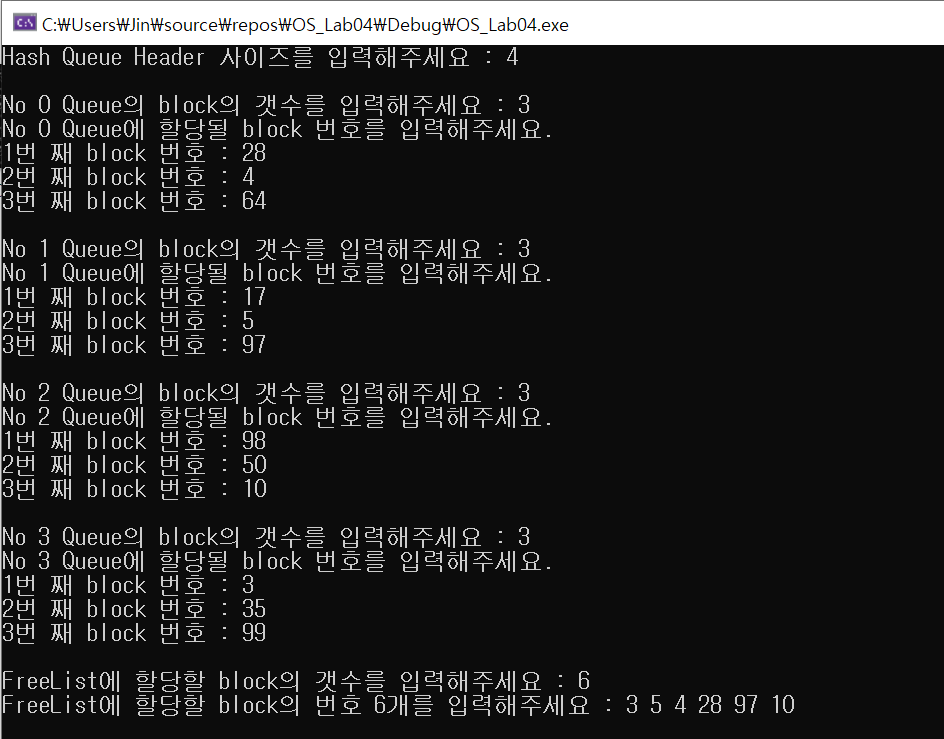 C:\Users\Jin\source\repos\OS_Lab04\Debug\OS_Lab04.exe
Hash Queue Header 사이즈를 입력해주세요 : 4
No 0 Queue의 block의 갯수를 입력해주세요 : 3
No 0 Queue에 할당될 block 번호를 입력해주세요.
1번 째 block 번호 : 28
2번 째 block 번호 : 4
3번 째 block 번호 : 64
No 1 Queue의 block의 갯수를 입력해주세요 : 3
No 1 Queue에 할당될 block 번호를 입력해주세요.
1번 째 block 번호 : 17
2번 째 block 번호 : 5
3번 째 block 번호 : 97
No 2 Queue의 block의 갯수를 입력해주세요 : 3
No 2 Queue에 할당될 block 번호를 입력해주세요.
1번 째 block 번호 : 98
2번 째 block 번호 : 50
3번 째 block 번호 : 10
No 3 Queue의 block의 갯수를 입력해주세요 : 3
No 3 Queue에 할당될 block 번호를 입력해주세요.
1번 째 block 번호 : 3
2번 째 block 번호 : 35
3번 째 block 번호 : 99
FreeList에 할당할 block의 갯수를 입력해주세요 : 6
FreeList에 할당할 block의 번호 6개를 입력해주세요 : 3 5 4 28 97 10